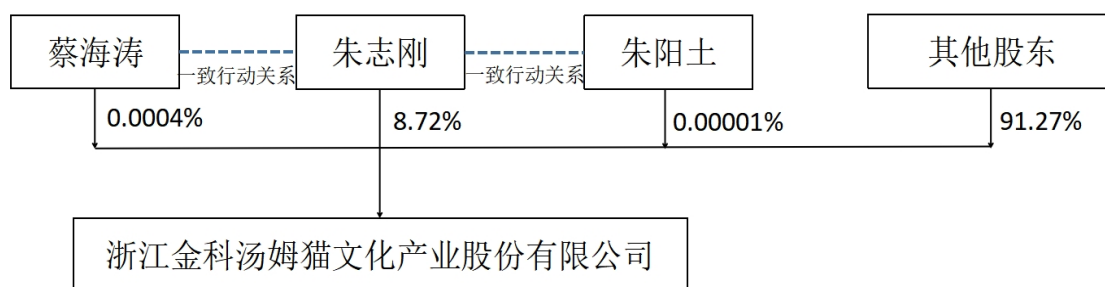 蔡海涛
朱志刚
朱阳土
其他股东
一致行动关系
一致行动关系
0.0004%
8.72%
0.00001%
91.27%
浙江金科汤姆猫文化产业股份有限公司